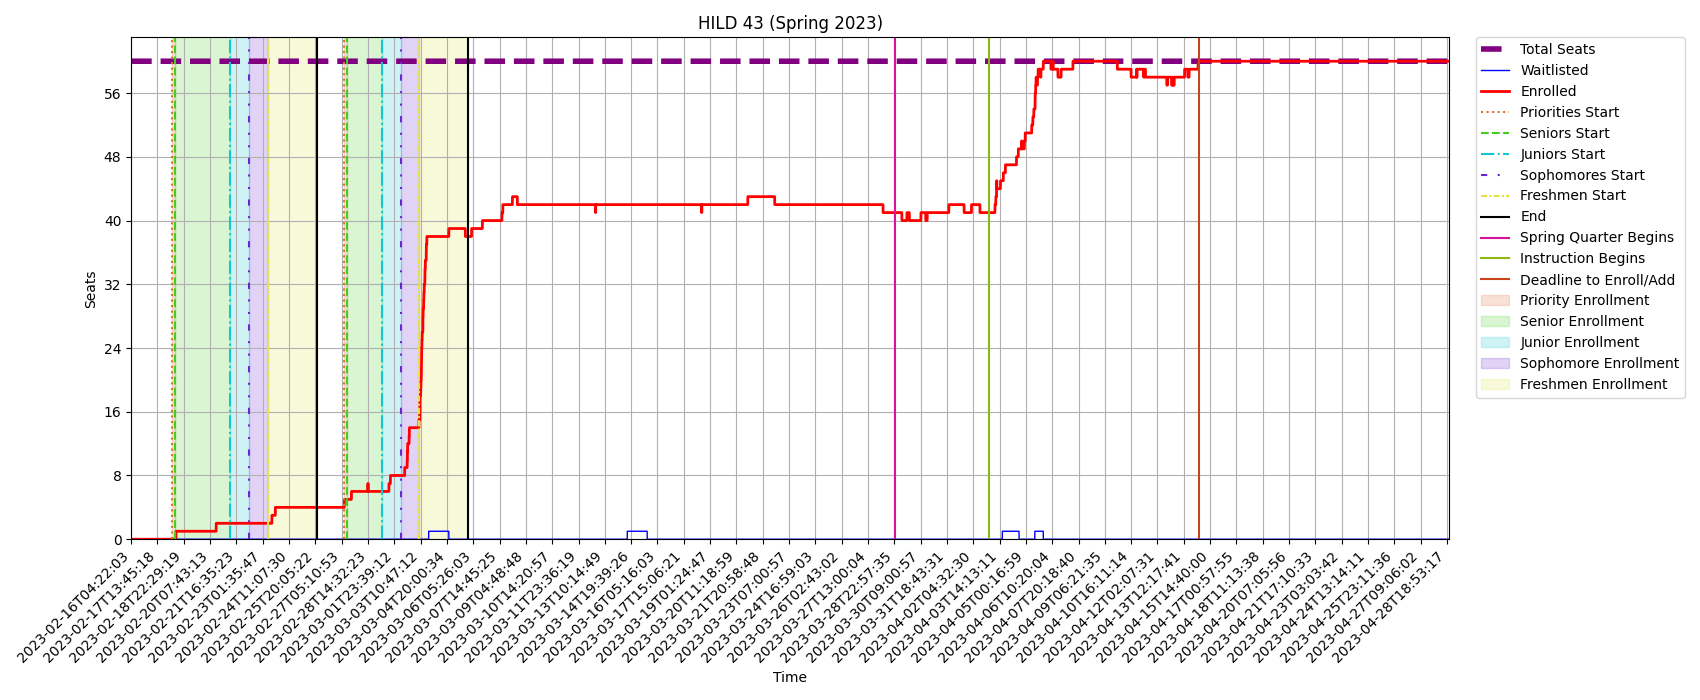 HILD 43 (Spring 2023)
Total Seats
Waitlisted
Enrolled
Priorities Start
Seniors Start
Juniors Start
Sophomores Start
Freshmen Start
End
Spring Quarter Begins
Instruction Begins
Deadline to Enroll/Add
Priority Enrollment
Senior Enrollment
Junior Enrollment
Sophomore Enrollment
Freshmen Enrollment
Seats
56
48
40
32
24
16
8
0
2023-02-16T04:22:03
2023-02-17T13:45:18
2023-02-18T22:29:19
2023-02-20T07:43:13
2023-02-21T16:35:23
2023-02-23T01:35:47
2023-02-24T11:07:30
2023-02-25T20:05:22
2023-02-27T05:10:53
2023-02-28T14:32:23
2023-03-01T23:39:12
2023-03-03T10:47:12
2023-03-04T20:00:34
2023-03-06T05:26:03
2023-03-07T14:45:25
2023-03-09T04:48:48
2023-03-10T14:20:57
2023-03-11T23:36:19
2023-03-13T10:14:49
2023-03-14T19:39:26
2023-03-16T05:16:03
2023-03-17T15:06:21
2023-03-19T01:24:47
2023-03-20T11:18:59
2023-03-21T20:58:48
2023-03-23T07:00:57
2023-03-24T16:59:03
2023-03-26T02:43:02
2023-03-27T13:00:04
2023-03-28T22:57:35
2023-03-30T09:00:57
2023-03-31T18:43:31
2023-04-02T04:32:30
2023-04-03T14:13:11
2023-04-05T00:16:59
2023-04-06T10:20:04
2023-04-07T20:18:40
2023-04-09T06:21:35
2023-04-10T16:11:14
2023-04-12T02:07:31
2023-04-13T12:17:41
2023-04-15T14:40:00
2023-04-17T00:57:55
2023-04-18T11:13:38
2023-04-20T07:05:56
2023-04-21T17:10:33
2023-04-23T03:03:42
2023-04-24T13:14:11
2023-04-25T23:11:36
2023-04-27T09:06:02
2023-04-28T18:53:17
Time